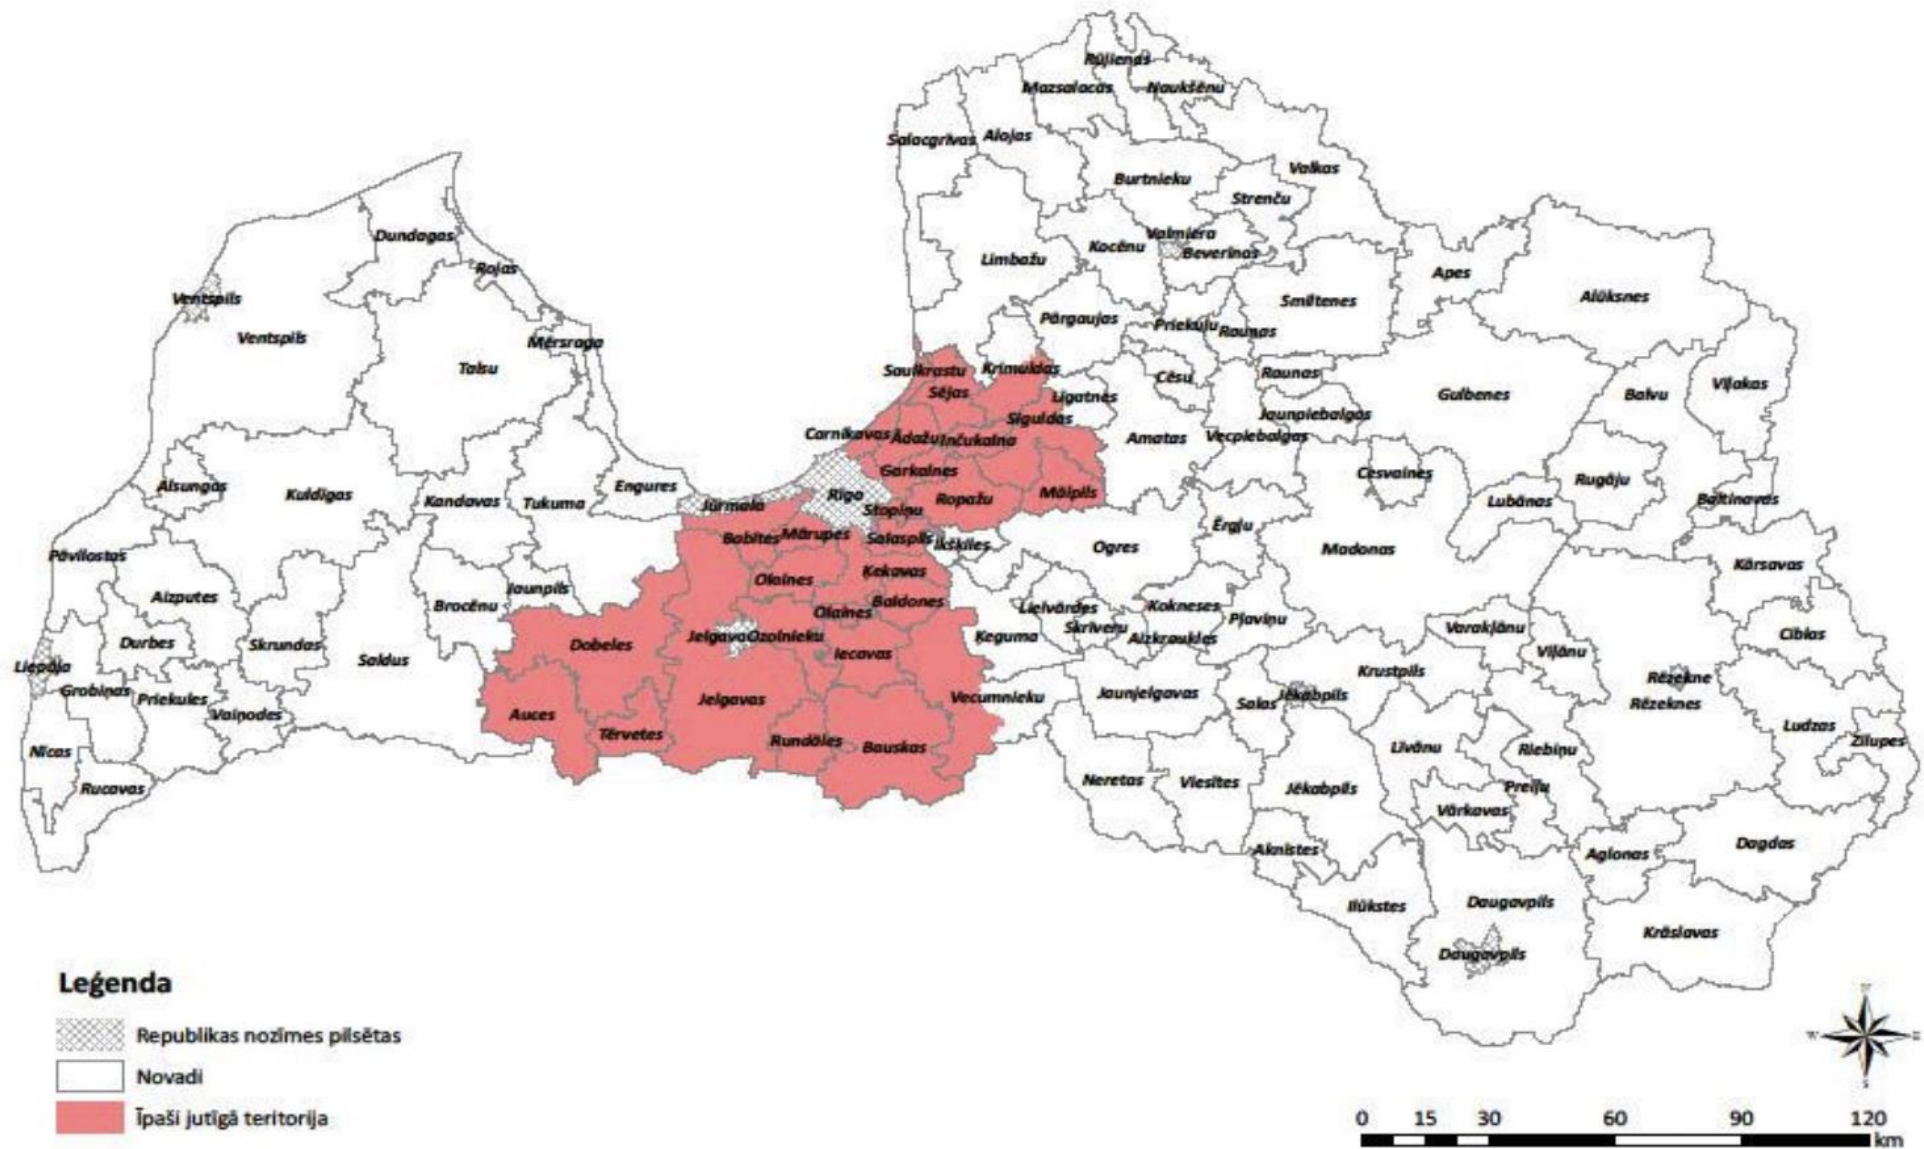 Rūjienas
Mazsalacas
Naukšēnu
Salacgrīvas
Alojas
Valkas
Burtnieku
Strenču
Dundagas
Valmiera
Kocēnu
Beverīnas
Limbažu
Rojas
Apes
Ventspils
Smiltenes
Alūksnes
Pārgaujas
Priekuļu
Raunas
Ventspils
Mērsraga
Talsu
Saulkrastu
Krimuldas
Cēsu
Raunas
Viļakas
Sējas
Līgatnes
Gulbenes
Balvu
Siguldas
Jaunpiebalgas
Carnikavas
Ādažu
Inčukalna
Amatas
Vecpiebalgas
Garkalnes
Cesvaines
Rugāju
Alsungas
Engures
Kuldīgas
Kandavas
Tukuma
Jūrmala
Rīga
Ropažu
Mālpils
Lubānas
Baltinavas
Stopiņu
Ērgļu
Babītes
Mārupes
Salaspils
Ikšķiles
Ogres
Madonas
Pāvilostas
Kārsavas
Olaines
Ķekavas
Jaunpils
Aizputes
Brocēnu
Baldones
Olaines
Lielvārdes
Kokneses
Pļaviņu
Skrīveru
Varakļānu
Ciblas
Durbes
Skrundas
Dobeles
Jelgava
Ozolnieku
Ķeguma
Aizkraukles
Iecavas
Viļānu
Liepāja
Saldus
Krustpils
Rēzekne
Grobiņas
Priekules
Jelgavas
Vecumnieku
Jaunjelgavas
Salas
Jēkabpils
Rēzeknes
Vaiņodes
Auces
Ludzas
Tērvetes
Rundāles
Bauskas
Līvānu
Riebiņu
Zilupes
Nīcas
Rucavas
Neretas
Viesītes
Jēkabpils
Preiļu
Vārkavas
Aknīstes
Aglonas
Dagdas
Ilūkstes
Daugavpils
Krāslavas
Daugavpils
Leģenda
Republikas nozīmes pilsētas
Novadi
Īpaši jutīgā teritorija
N
W
E
S
0 15 30 60 90 120
km